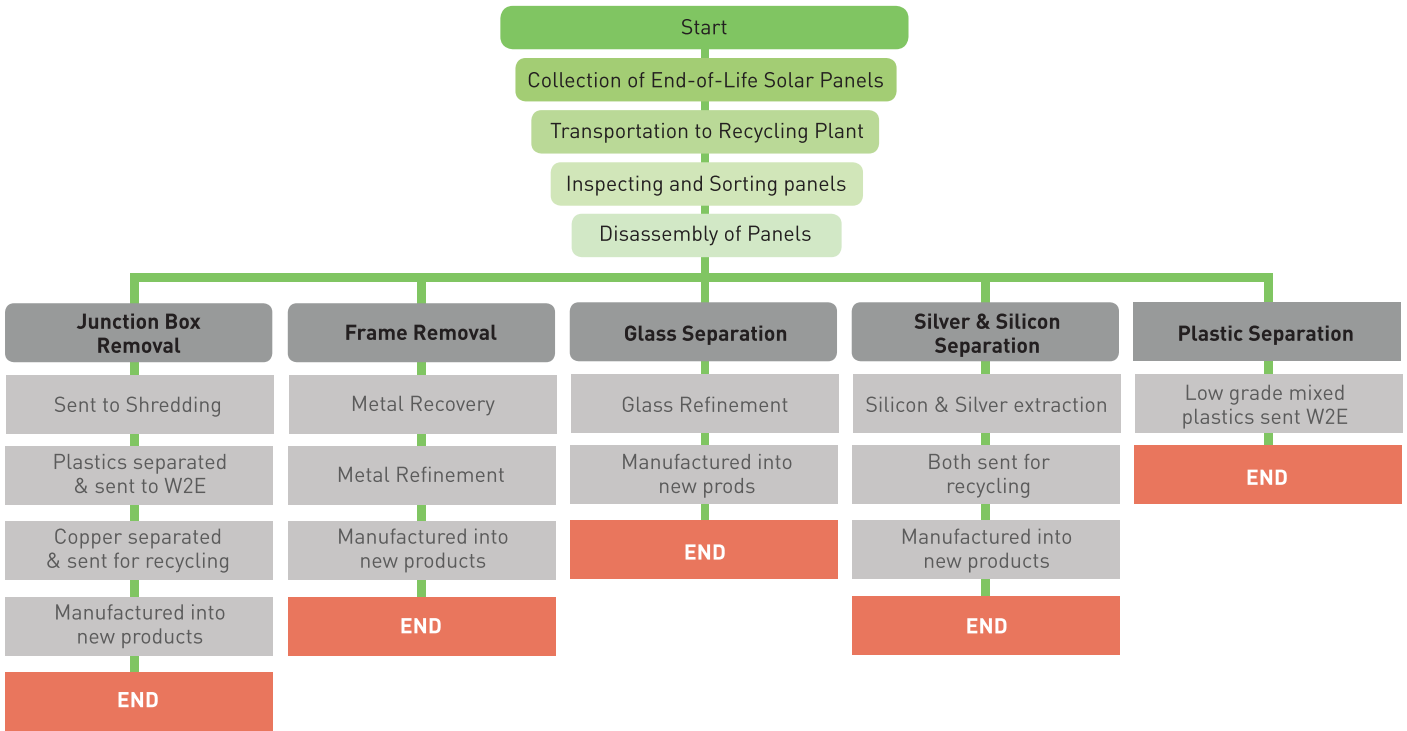 Start
Collection of End-of-Life Solar Panels
Transportation to Recycling Plant
Inspecting and Sorting panels
Disassembly of Panels
Junction Box
Removal
Sent to Shredding
Plastics separated
& sent to W2E
Copper separated
& sent for recycling
Manufactured into
new products
END
Frame Removal
Metal Recovery
Metal Refinement
Manufactured into
new products
END
Glass Separation
Glass Refinement
Manufactured into
new prods
END
Silver & Silicon
Separation
Silicon & Silver extraction
Both sent for
recycling
Manufactured into
new products
END
Plastic Separation
Low grade mixed
plastics sent W2E
END